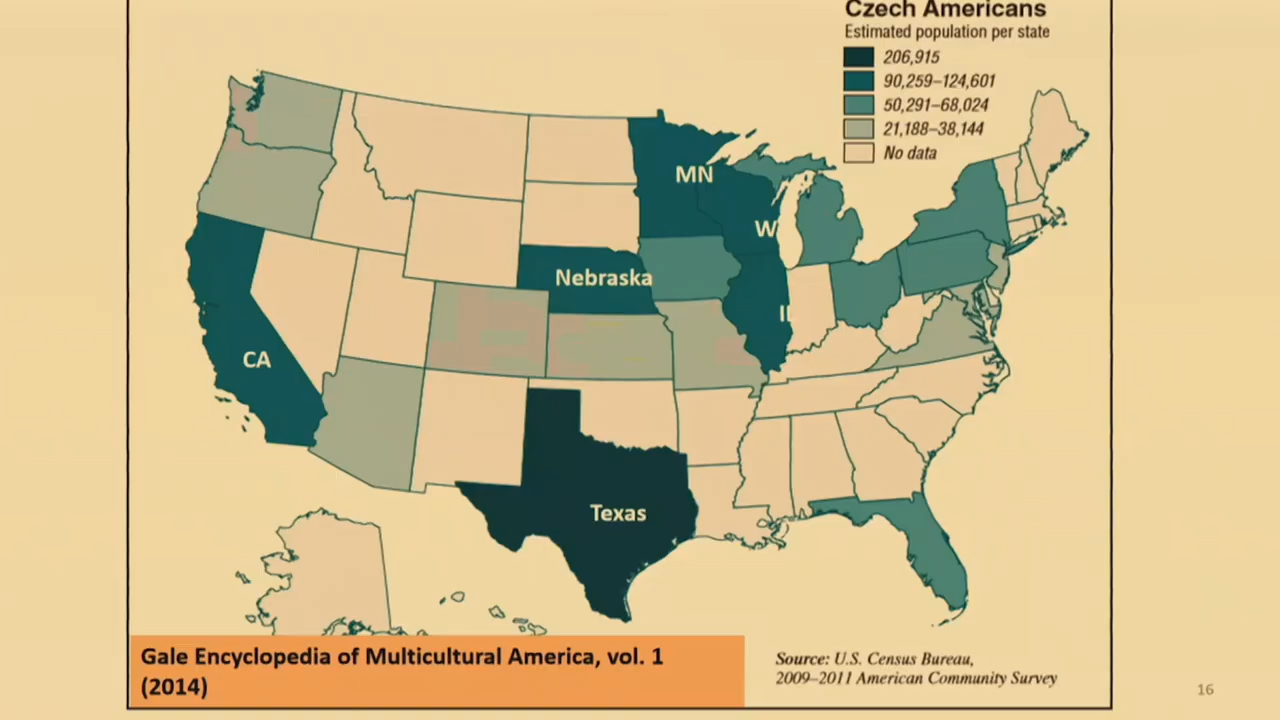 Czech Americans
Estimated population per state
206,915
90,259–124,601
50,291–68,024
21,188–38,144
No data
MN
W
Nebraska
I
CA
Texas
Gale Encyclopedia of Multicultural America, vol. 1
(2014)
Source: U.S. Census Bureau,
2009–2011 American Community Survey
16